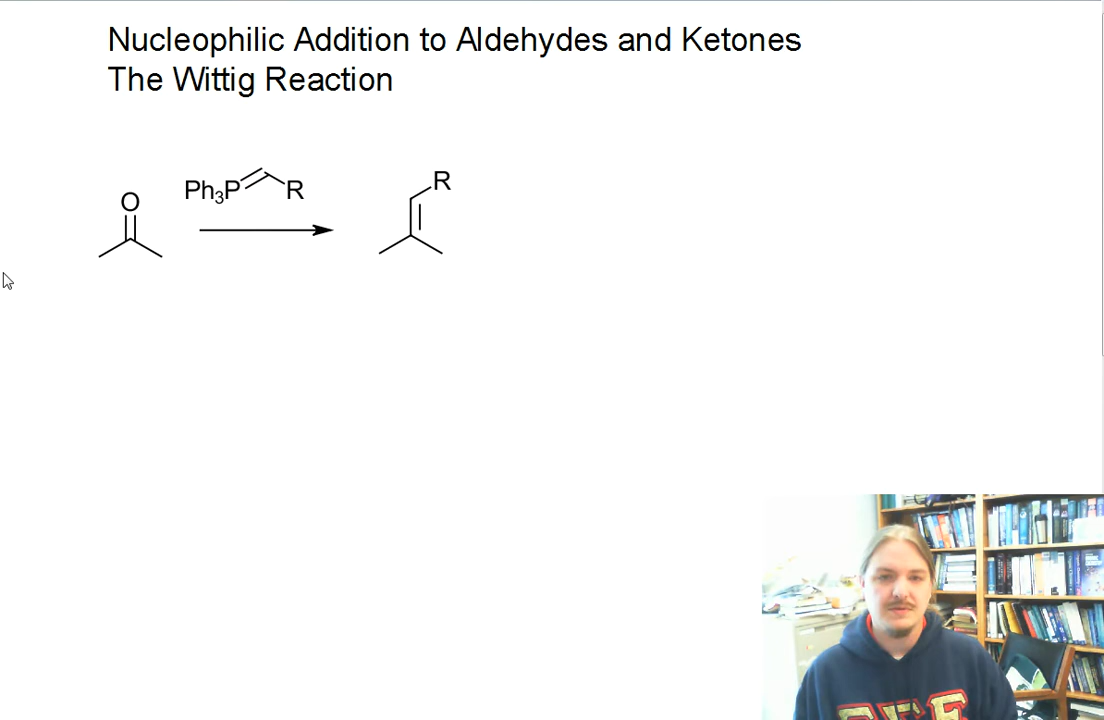 Nucleophilic Addition to Aldehydes and Ketones
The Wittig Reaction
O
Ph₃P
R
R